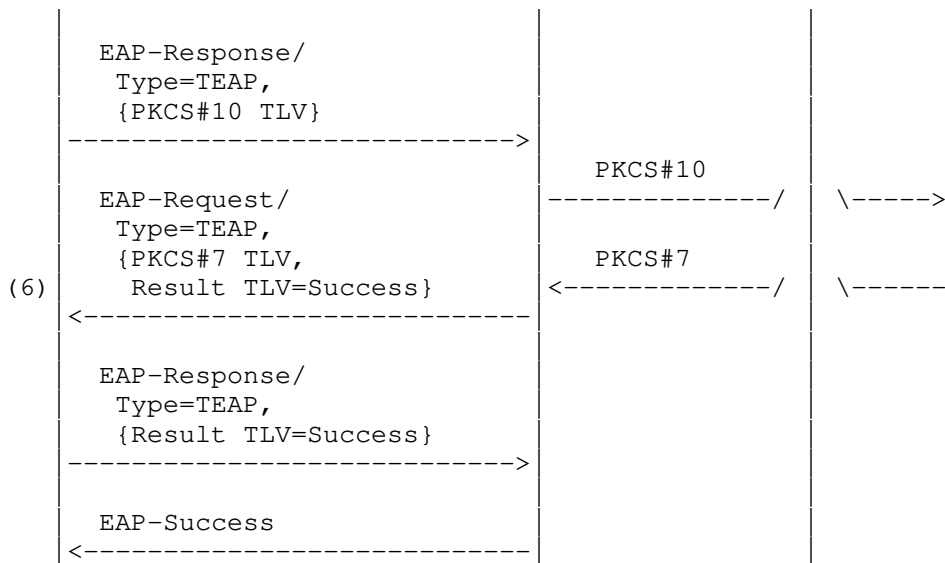 EAP-Response/
Type=TEAP,
{PKCS#10 TLV}
---------------------------->
PKCS#10
EAP-Request/ --------------/ \----->
Type=TEAP,
{PKCS#7 TLV, PKCS#7
(6) Result TLV=Success} <-------------/ \------
<----------------------------
EAP-Response/
Type=TEAP,
{Result TLV=Success}
---------------------------->
EAP-Success
<----------------------------